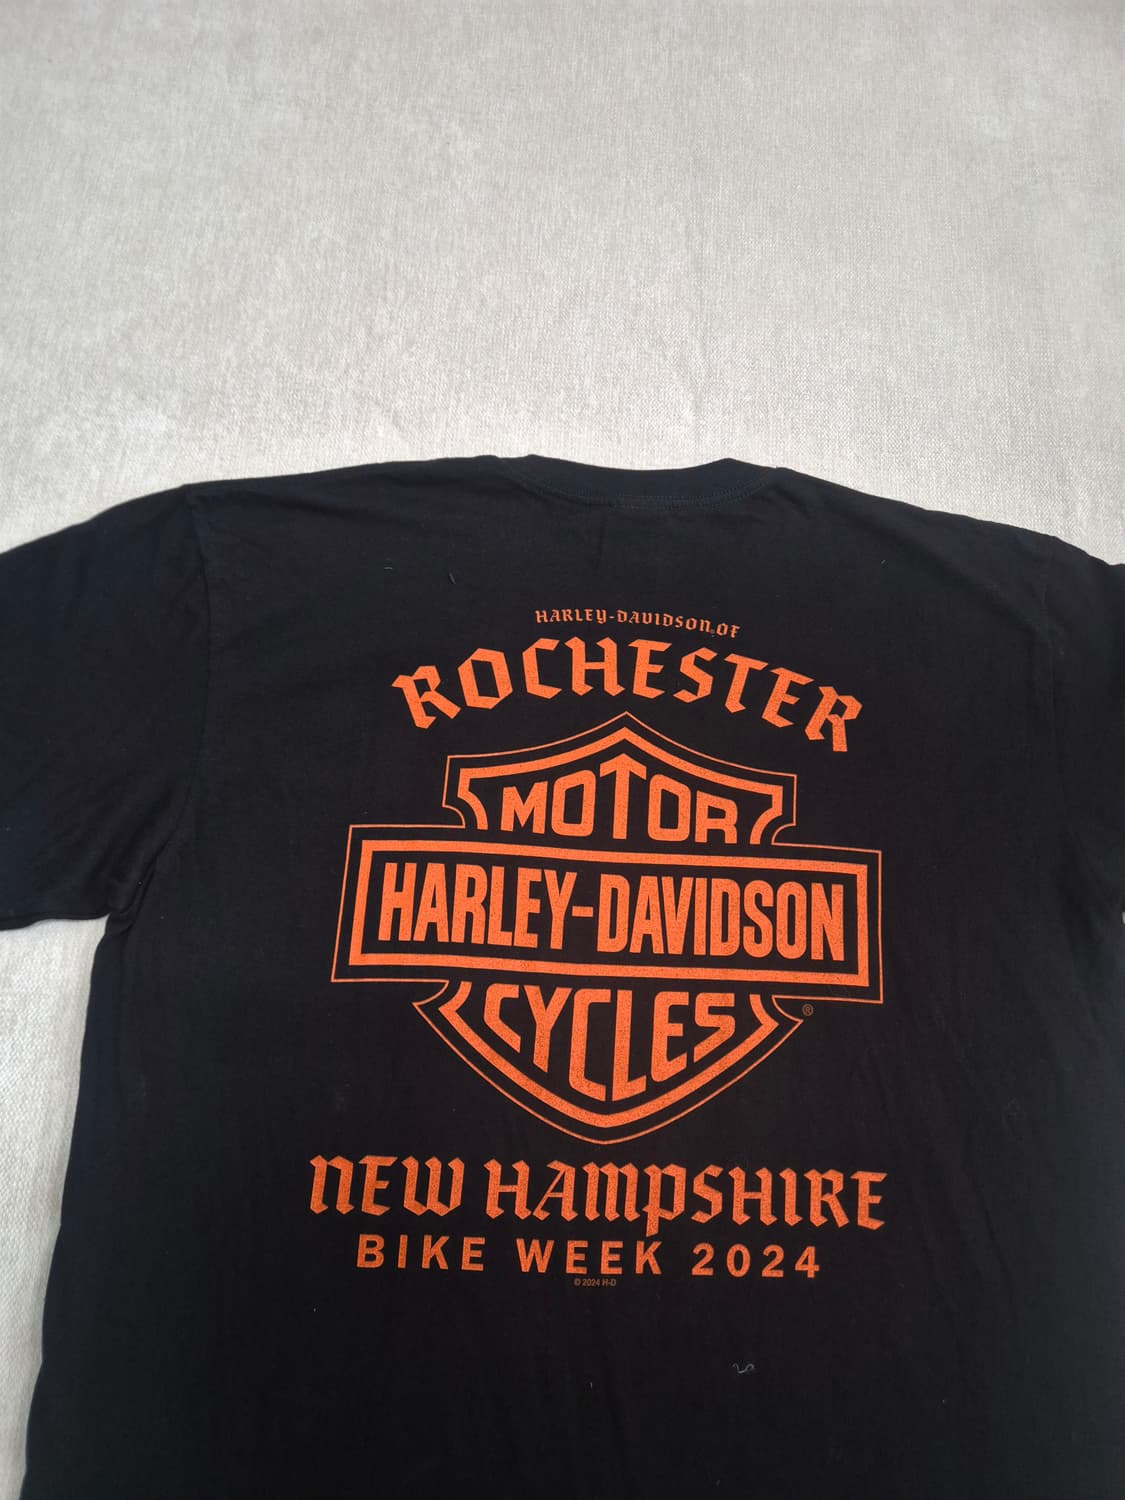 HARLEY-DAVIDSON OF
ROCHESTER
MOTOR
HARLEY-DAVIDSON
CYCLES
®
NEW HAMPSHIRE
BIKE WEEK 2024
© 2024 H-D